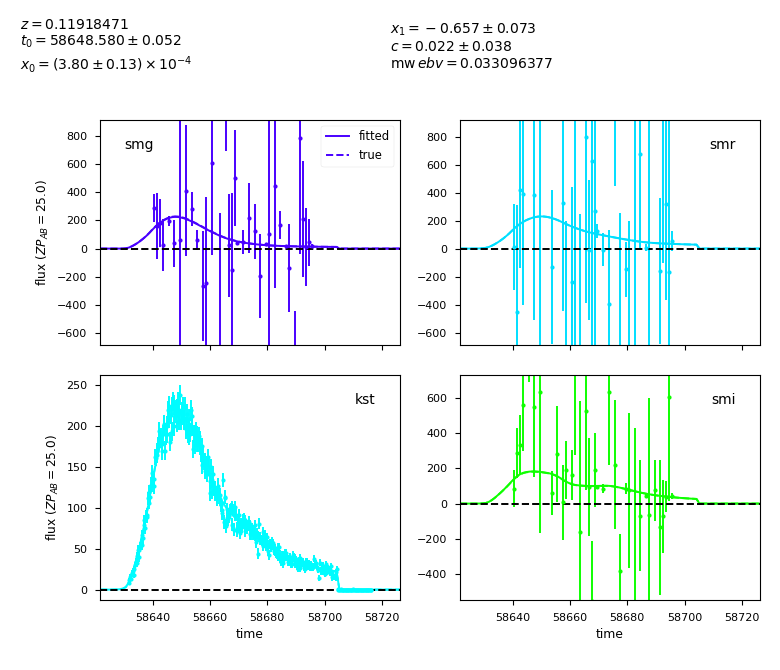 z = 0.11918471
t₀ = 58648.580 ± 0.052
x₀ = (3.80 ± 0.13) × 10⁻⁴
x₁ = −0.657 ± 0.073
c = 0.022 ± 0.038
mw ebv = 0.033096377
smg
fitted
true
800
600
400
200
0
−200
−400
−600
flux (ZP_AB = 25.0)
smr
800
600
400
200
0
−200
−400
−600
kst
250
200
150
100
50
0
flux (ZP_AB = 25.0)
58640 58660 58680 58700 58720
time
smi
600
400
200
0
−200
−400
58640 58660 58680 58700 58720
time